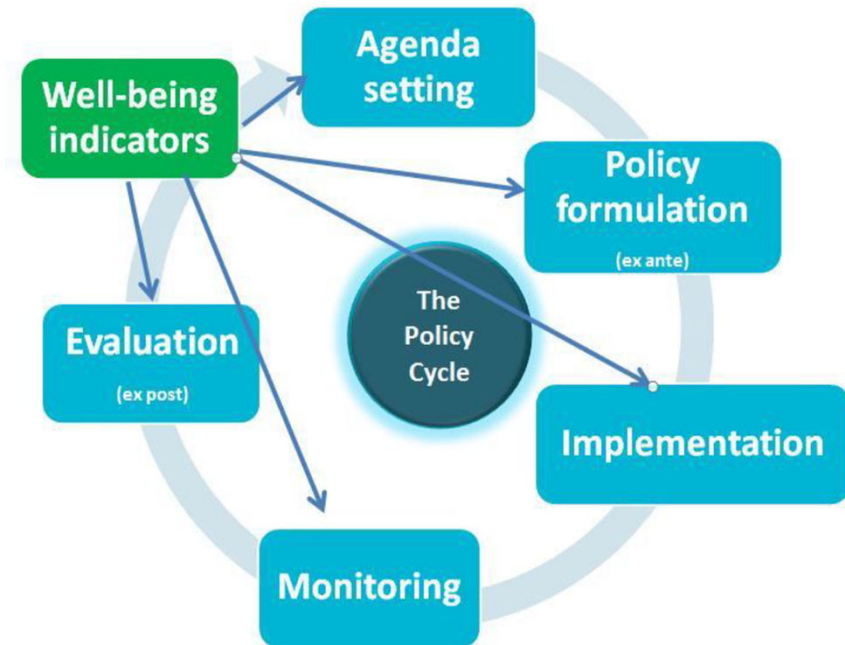 Agenda
setting
Well-being
indicators
Policy
formulation
(ex ante)
The
Policy
Cycle
Evaluation
(ex post)
Implementation
Monitoring